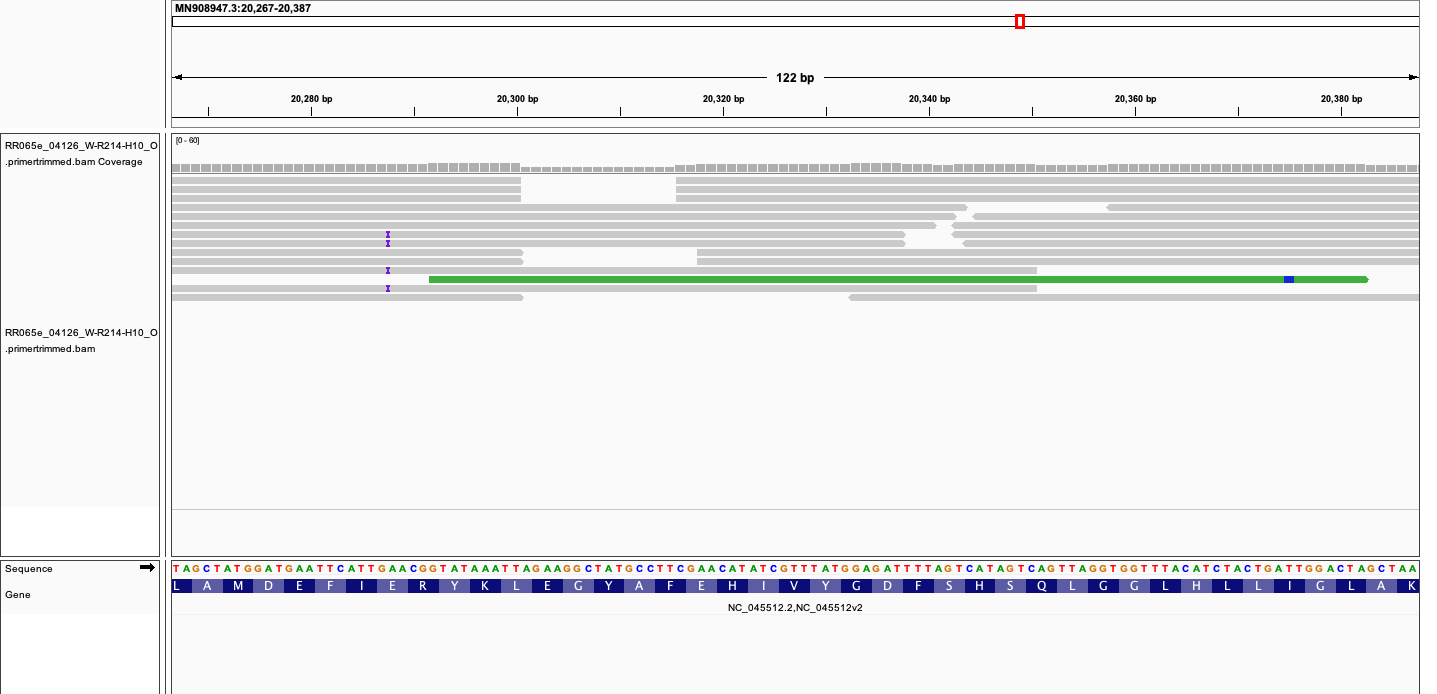 MN908947.3:20,267-20,387
122 bp
20,280 bp 20,300 bp 20,320 bp 20,340 bp 20,360 bp 20,380 bp
RR065e_04126_W-R214-H10_O
.primertrimmed.bam Coverage
[0 - 60]
RR065e_04126_W-R214-H10_O
.primertrimmed.bam
Sequence
TAGCTATGGATGAATTCATTGAACGGTATAAATTAGAAGGCTATGCCTTCGAACATATCGTTTATGGAGATTTTAGTCATAGTCAGTTAGGTGGTTTACATCTACTGATTGGACTAGCTAA
Gene
L A M D E F I E R Y K L E G Y A F E H I V Y G D F S H S Q L G G L H L L I G L A K
NC_045512.2,NC_045512v2